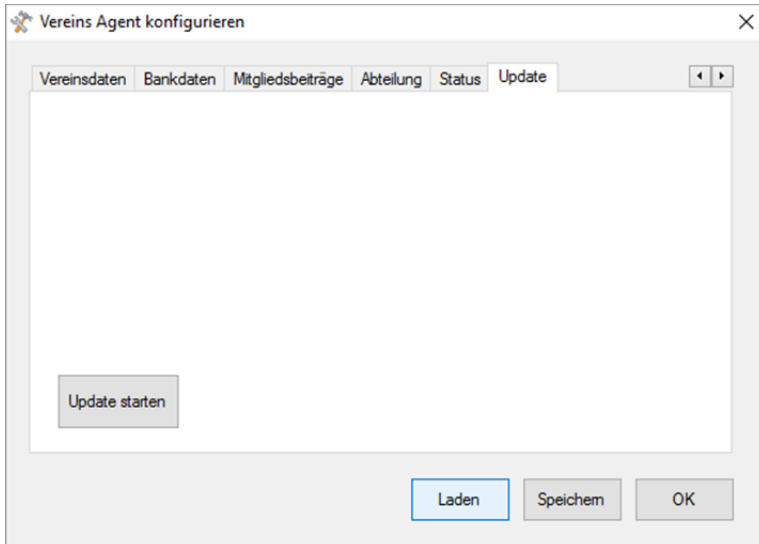 Vereins Agent konfigurieren
Vereinsdaten Bankdaten Mitgliedsbeiträge Abteilung Status Update
Update starten
Laden Speichern OK